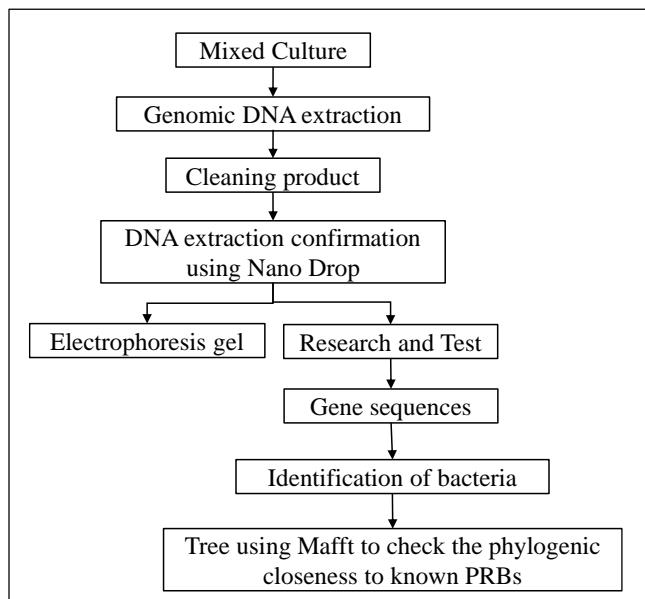 Mixed Culture
Genomic DNA extraction
Cleaning product
DNA extraction confirmation
using Nano Drop
Electrophoresis gel
Research and Test
Gene sequences
Identification of bacteria
Tree using Mafft to check the phylogenic
closeness to known PRBs